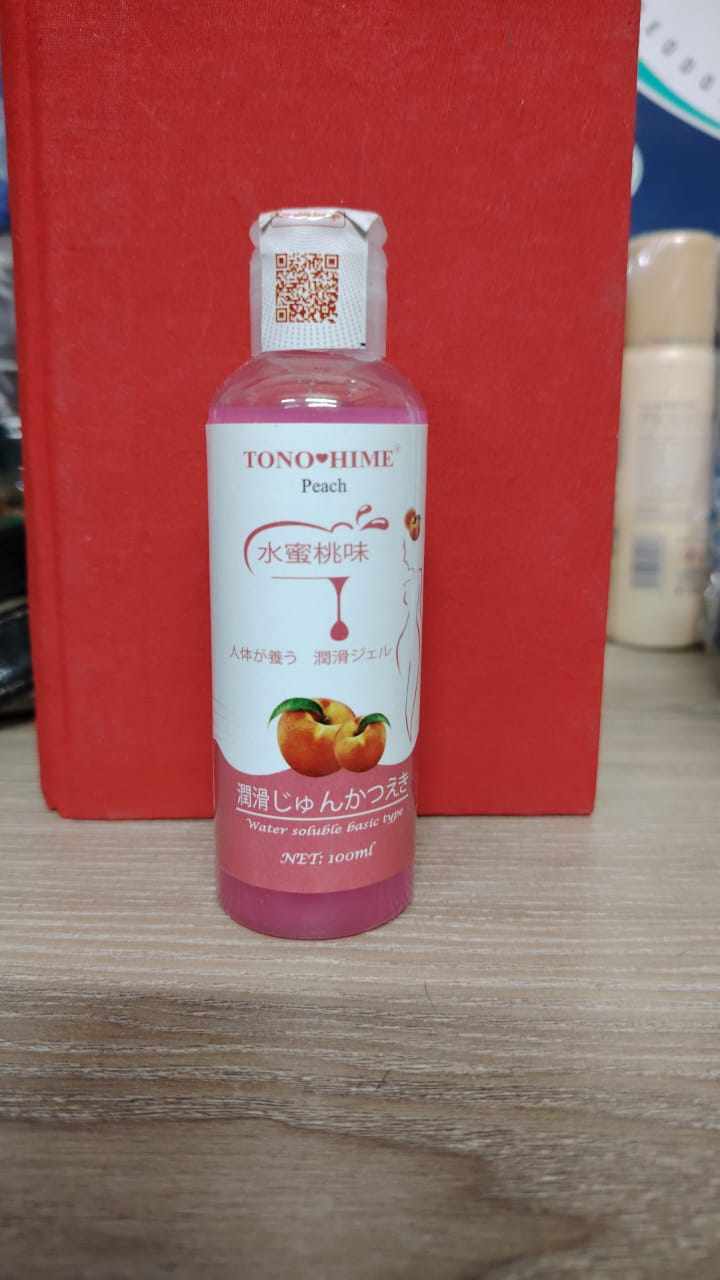 TONO♥HIME®
Peach
水蜜桃味
人体が養う 潤滑ジェル
潤滑じゅんかつえき
Water soluble basic type
NET: 100ml